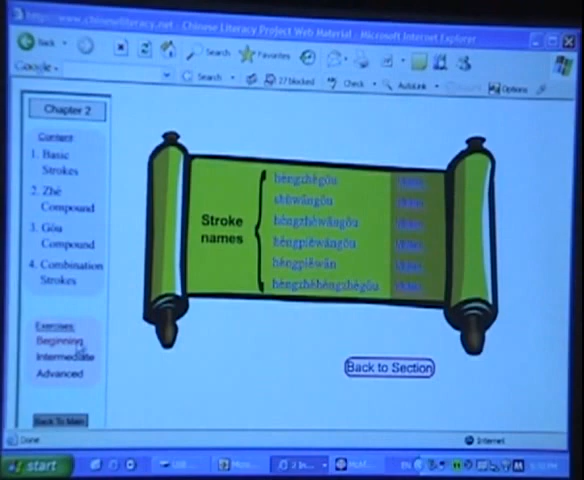 http://www.chineseliteracy.net - Chinese Literacy Project Web Material - Microsoft Internet Explorer
Back Search Favorites
Google Search 27 blocked Check AutoLink Options
Chapter 2
Content
1. Basic
Strokes
2. Zhé
Compound
3. Gōu
Compound
4. Combination
Strokes
Exercises
Beginning
Intermediate
Advanced
Back To Main
Stroke
names
héngzhégōu
shùwāngōu
héngzhéwāngōu
héngpiěwāngōu
héngpiěwān
héngzhéhéngzhégōu
Back to Section
Done
Internet
start
EN